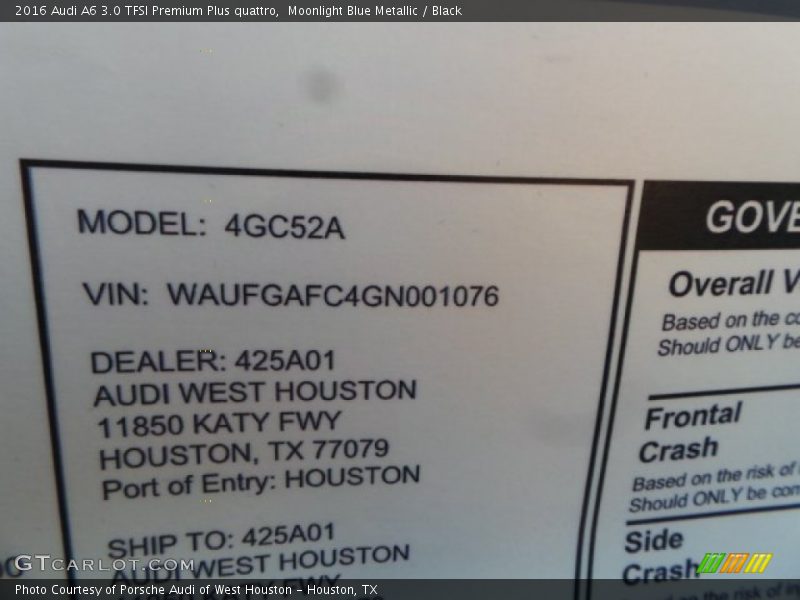 2016 Audi A6 3.0 TFSI Premium Plus quattro, Moonlight Blue Metallic / Black
MODEL: 4GC52A
VIN: WAUFGAFC4GN001076
DEALER: 425A01
AUDI WEST HOUSTON
11850 KATY FWY
HOUSTON, TX 77079
Port of Entry: HOUSTON
SHIP TO: 425A01
AUDI WEST HOUSTON
KATY FWY
GOVE
Overall V
Based on the co
Should ONLY be
Frontal
Crash
Based on the risk of
Should ONLY be com
Side
Crash
GTCARLOT.COM
Photo Courtesy of Porsche Audi of West Houston - Houston, TX